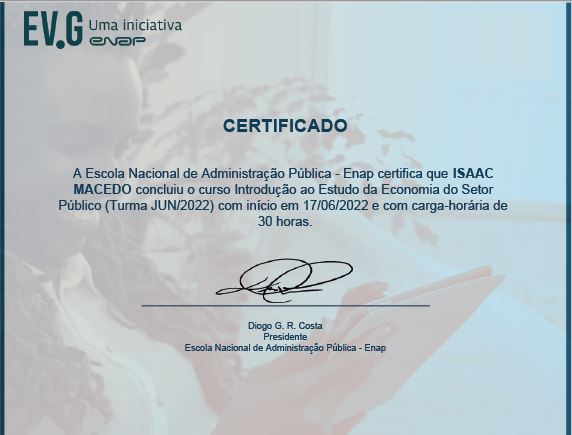 EV.G Uma iniciativa
enap
CERTIFICADO
A Escola Nacional de Administração Pública - Enap certifica que ISAAC
MACEDO concluiu o curso Introdução ao Estudo da Economia do Setor
Público (Turma JUN/2022) com início em 17/06/2022 e com carga-horária de
30 horas.
Diogo G. R. Costa
Presidente
Escola Nacional de Administração Pública - Enap